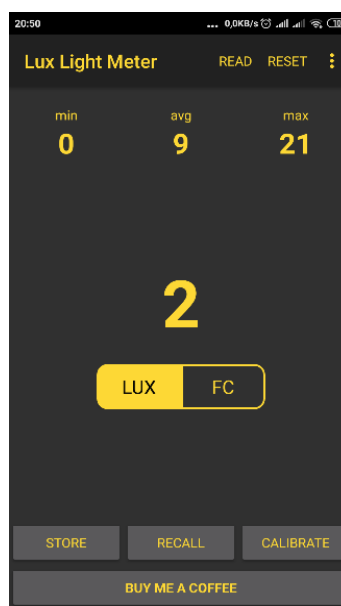 20:50 ... 0,0KB/s
Lux Light Meter READ RESET
min avg max
0 9 21
2
LUX FC
STORE RECALL CALIBRATE
BUY ME A COFFEE